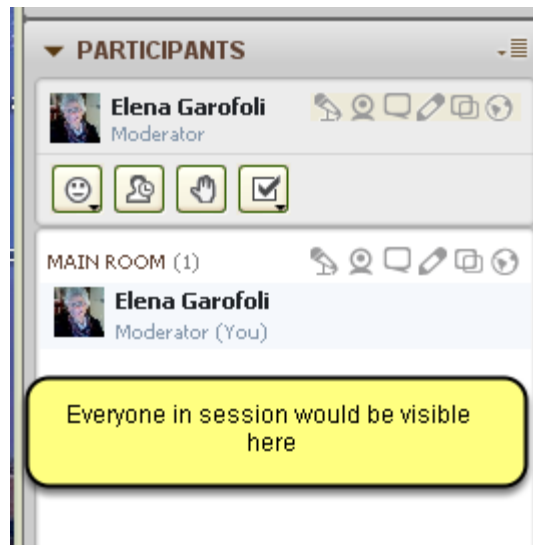 PARTICIPANTS
Elena Garofoli
Moderator
MAIN ROOM (1)
Elena Garofoli
Moderator (You)
Everyone in session would be visible
here